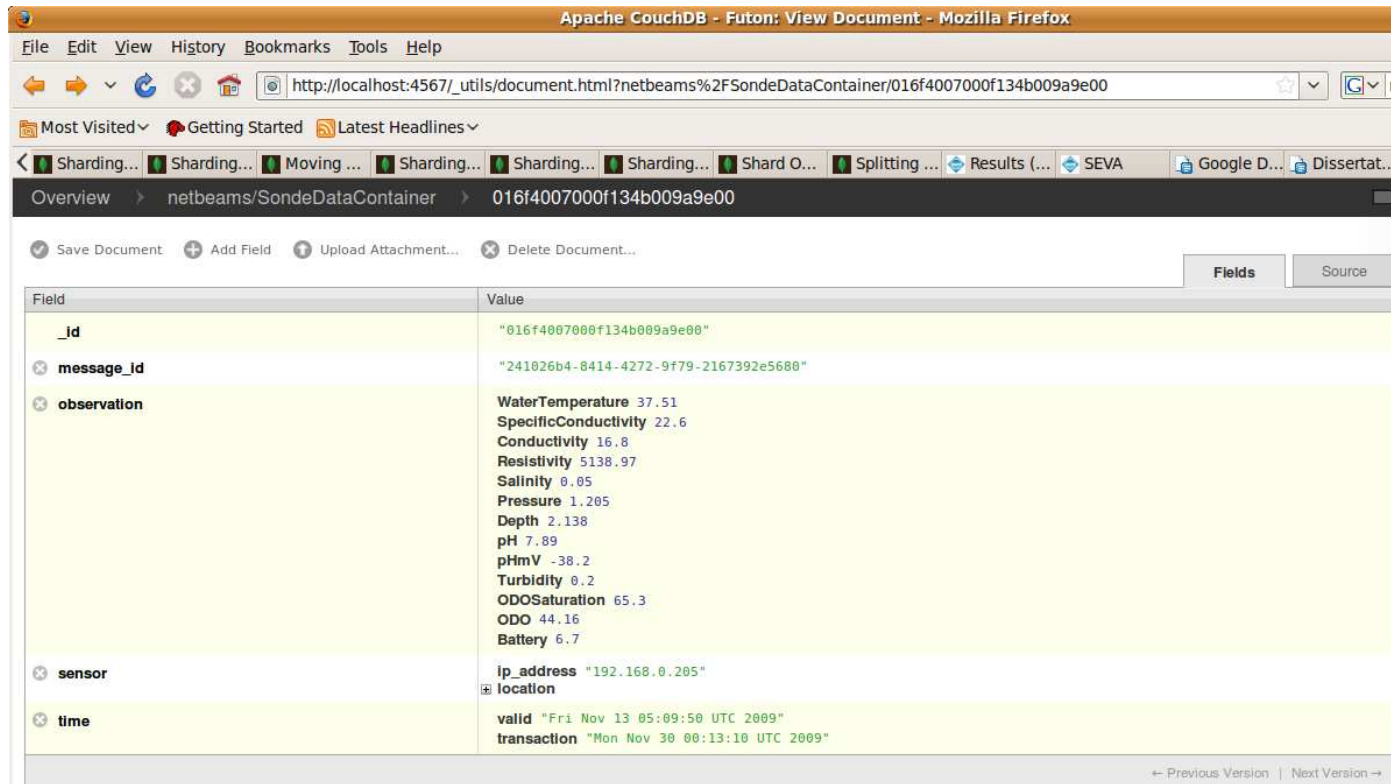 Apache CouchDB - Futon: View Document - Mozilla Firefox
File Edit View History Bookmarks Tools Help
http://localhost:4567/_utils/document.html?netbeams%2FSondeDataContainer/016f4007000f134b009a9e00
G
Most Visited Getting Started Latest Headlines
Sharding... Sharding... Moving ... Sharding... Sharding... Sharding... Shard O... Splitting ... Results (... SEVA Google D... Dissertat...
Overview netbeams/SondeDataContainer 016f4007000f134b009a9e00
Save Document Add Field Upload Attachment... Delete Document...
Fields Source
Field Value
_id "016f4007000f134b009a9e00"
message_id "241026b4-8414-4272-9f79-2167392e5680"
observation WaterTemperature 37.51
SpecificConductivity 22.6
Conductivity 16.8
Resistivity 5138.97
Salinity 0.05
Pressure 1.205
Depth 2.138
pH 7.89
pHmV -38.2
Turbidity 0.2
ODOSaturation 65.3
ODO 44.16
Battery 6.7
sensor ip_address "192.168.0.205"
location
time valid "Fri Nov 13 05:09:50 UTC 2009"
transaction "Mon Nov 30 00:13:10 UTC 2009"
← Previous Version | Next Version →